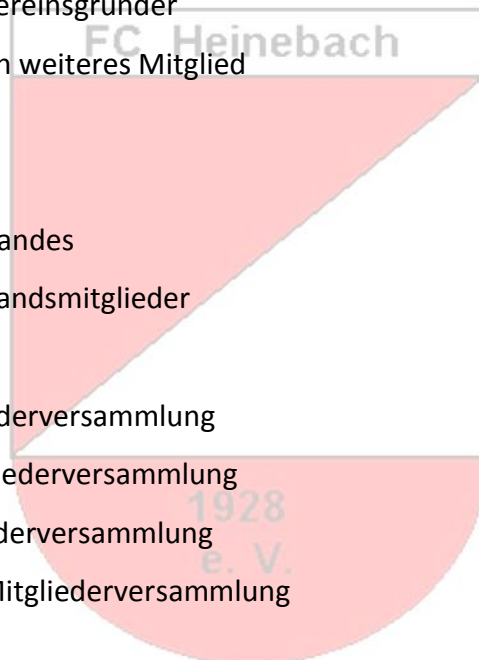 ereinsgründer
FC Heinebach
n weiteres Mitglied
andes
andsmitglieder
derversammlung
iederversammlung
1928
derversammlung
e. V.
Mitgliederversammlung